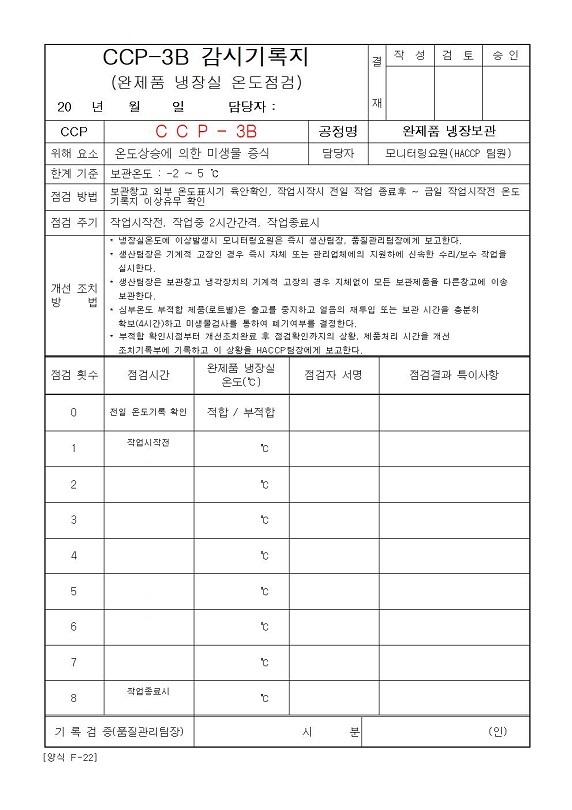 CCP-3B 감시기록지
(완제품 냉장실 온도점검)
20 년 월 일 담당자 :
결 재
작 성 검 토 승 인
CCP C C P - 3B 공정명 완제품 냉장보관
위해 요소 온도상승에 의한 미생물 증식 담당자 모니터링요원(HACCP 팀원)
한계 기준 보관온도 : -2 ~ 5 ℃
점검 방법 보관창고 외부 온도표시기 육안확인, 작업시작시 전일 작업 종료후 ~ 금일 작업시작전 온도
기록지 이상유무 확인
점검 주기 작업시작전, 작업중 2시간간격, 작업종료시
개선 조치
방 법
* 냉장실온도에 이상발생시 모니터링요원은 즉시 생산팀장, 품질관리팀장에게 보고한다.
* 생산팀장은 기계적 고장인 경우 즉시 자체 또는 관리업체에의 지원하에 신속한 수리/보수 작업을
실시한다.
* 생산팀장은 보관창고 냉각장치의 기계적 고장의 경우 지체없이 모든 보관제품을 다른창고에 이송
보관한다.
* 심부온도 부적합 제품(로트별)은 출고를 중지하고 얼음의 재투입 또는 보관 시간을 충분히
확보(4시간)하고 미생물검사를 통하여 폐기여부를 결정한다.
* 부적합 확인시점부터 개선조치완료 후 점검확인까지의 상황, 제품처리 시간을 개선
조치기록부에 기록하고 이 상황을 HACCP팀장에게 보고한다.
점검 횟수 점검시간 완제품 냉장실 온도(℃) 점검자 서명 점검결과 특이사항
0 전일 온도기록 확인 적합 / 부적합
1 작업시작전 ℃
2 ℃
3 ℃
4 ℃
5 ℃
6 ℃
7 ℃
8 작업종료시 ℃
기 록 검 증(품질관리팀장) 시 분 (인)
[양식 F-22]